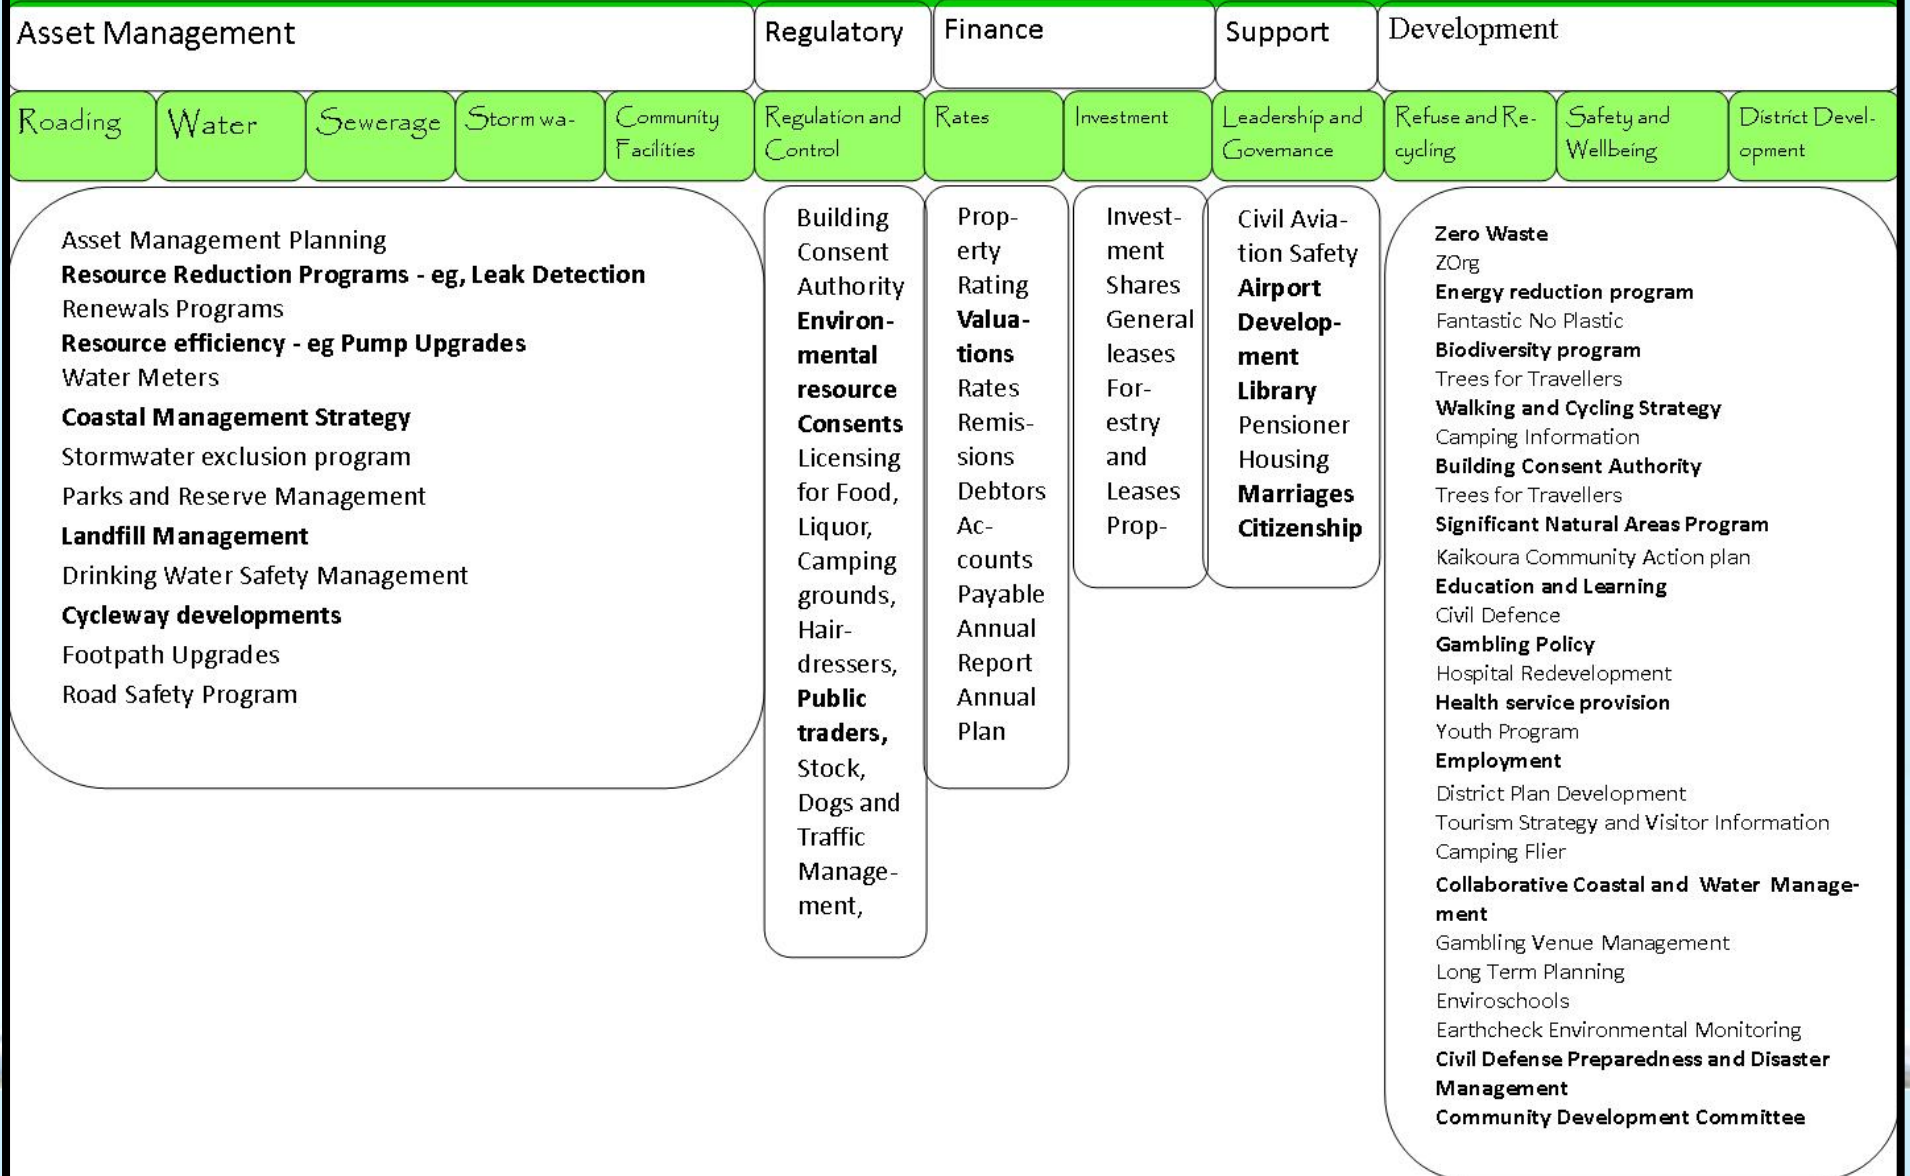 Asset Management
Regulatory
Finance
Support
Development
Roading
Water
Sewerage
Storm wa-
Community
Facilities
Regulation and
Control
Rates
Investment
Leadership and
Governance
Refuse and Re-
cycling
Safety and
Wellbeing
District Devel-
opment
Asset Management Planning
Resource Reduction Programs - eg, Leak Detection
Renewals Programs
Resource efficiency - eg Pump Upgrades
Water Meters
Coastal Management Strategy
Stormwater exclusion program
Parks and Reserve Management
Landfill Management
Drinking Water Safety Management
Cycleway developments
Footpath Upgrades
Road Safety Program
Building
Consent
Authority
Environ-
mental
resource
Consents
Licensing
for Food,
Liquor,
Camping
grounds,
Hair-
dressers,
Public
traders,
Stock,
Dogs and
Traffic
Manage-
ment,
Prop-
erty
Rating
Valua-
tions
Rates
Remis-
sions
Debtors
Ac-
counts
Payable
Annual
Report
Annual
Plan
Invest-
ment
Shares
General
leases
For-
estry
and
Leases
Prop-
Civil Avia-
tion Safety
Airport
Develop-
ment
Library
Pensioner
Housing
Marriages
Citizenship
Zero Waste
ZOrg
Energy reduction program
Fantastic No Plastic
Biodiversity program
Trees for Travellers
Walking and Cycling Strategy
Camping Information
Building Consent Authority
Trees for Travellers
Significant Natural Areas Program
Kaikoura Community Action plan
Education and Learning
Civil Defence
Gambling Policy
Hospital Redevelopment
Health service provision
Youth Program
Employment
District Plan Development
Tourism Strategy and Visitor Information
Camping Flier
Collaborative Coastal and Water Manage-
ment
Gambling Venue Management
Long Term Planning
Enviroschools
Earthcheck Environmental Monitoring
Civil Defense Preparedness and Disaster
Management
Community Development Committee